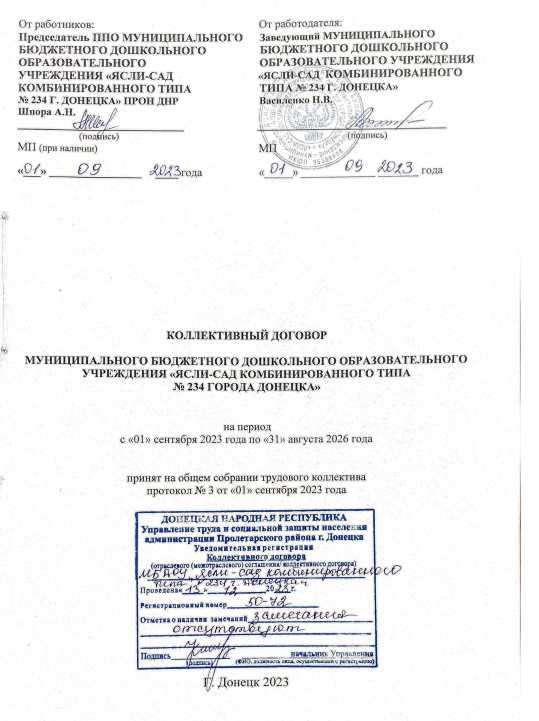 От работников:
Председатель ППО МУНИЦИПАЛЬНОГО
БЮДЖЕТНОГО ДОШКОЛЬНОГО
ОБРАЗОВАТЕЛЬНОГО
УЧРЕЖДЕНИЯ «ЯСЛИ-САД
КОМБИНИРОВАННОГО ТИПА
№ 234 Г. ДОНЕЦКА» ПРОН ДНР
Шпора А.Н.
(подпись)
МП (при наличии)
«01» 09 2023года
От работодателя:
Заведующий МУНИЦИПАЛЬНОГО
БЮДЖЕТНОГО ДОШКОЛЬНОГО
ОБРАЗОВАТЕЛЬНОГО УЧРЕЖДЕНИЯ
«ЯСЛИ-САД КОМБИНИРОВАННОГО
ТИПА № 234 Г. ДОНЕЦКА»
Василенко Н.В.
(подпись)
МП
« 01 » 09 2023 года
КОЛЛЕКТИВНЫЙ ДОГОВОР
МУНИЦИПАЛЬНОГО БЮДЖЕТНОГО ДОШКОЛЬНОГО ОБРАЗОВАТЕЛЬНОГО
УЧРЕЖДЕНИЯ «ЯСЛИ-САД КОМБИНИРОВАННОГО ТИПА
№ 234 ГОРОДА ДОНЕЦКА»
на период
с «01» сентября 2023 года по «31» августа 2026 года
принят на общем собрании трудового коллектива
протокол № 3 от «01» сентября 2023 года
ДОНЕЦКАЯ НАРОДНАЯ РЕСПУБЛИКА
Управление труда и социальной защиты населения
администрации Пролетарского района г. Донецка
Уведомительная регистрация
Коллективного договора
(отраслевого (межотраслевого) соглашения/ коллективного договора)
МБДОУ „Ясли-сад комбинированного
типа №234 г. Донецка"
Проведена« 13 » 12 2023 г.
Регистрационный номер 50-72
Отметка о наличии замечаний замечания
отсутствуют
Подпись начальник Управления
(подпись) (ФИО, должность лица, осуществившего регистрацию)
Г. Донецк 2023